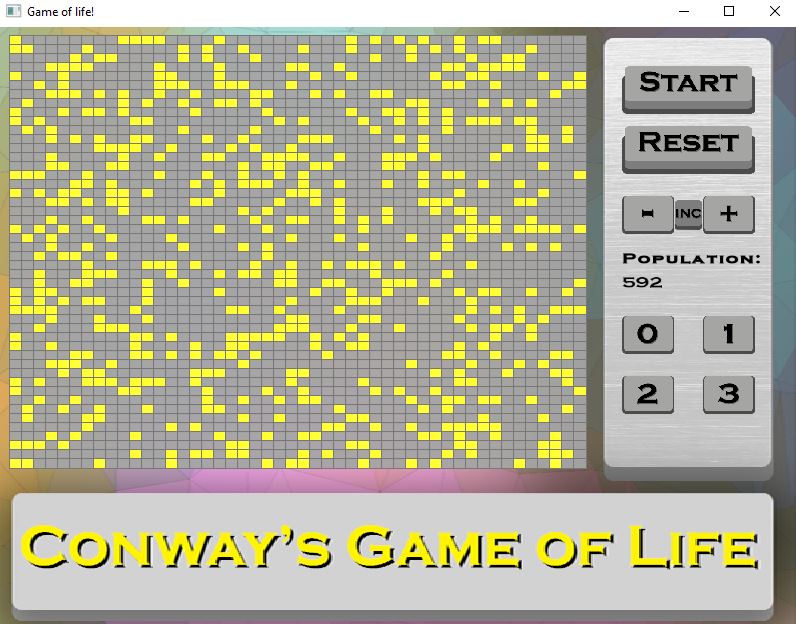 Game of life!
START
RESET
- INC +
POPULATION:
592
0 1
2 3
CONWAY'S GAME OF LIFE